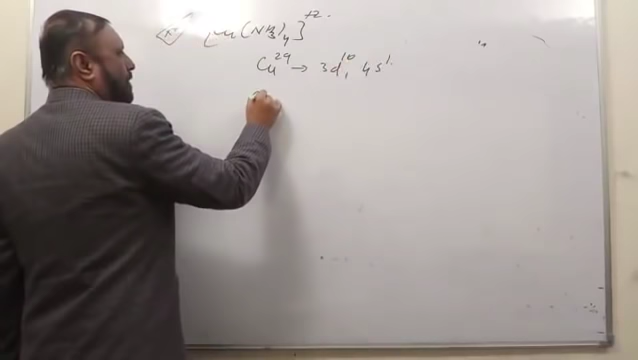 [Cu(NH3)4]+2.
Cu29 → 3d10, 4s1.